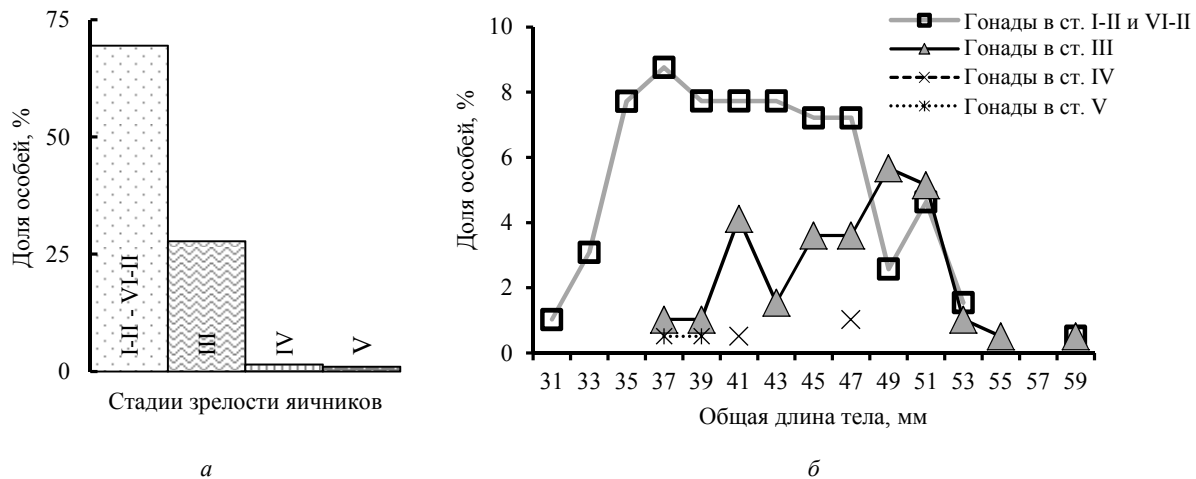 75
50
25
0
Доля особей, %
I-II - VI-II
III
IV
V
Стадии зрелости яичников
а
Гонады в ст. I-II и VI-II
Гонады в ст. III
Гонады в ст. IV
Гонады в ст. V
10
8
6
4
2
0
Доля особей, %
31 33 35 37 39 41 43 45 47 49 51 53 55 57 59
Общая длина тела, мм
б